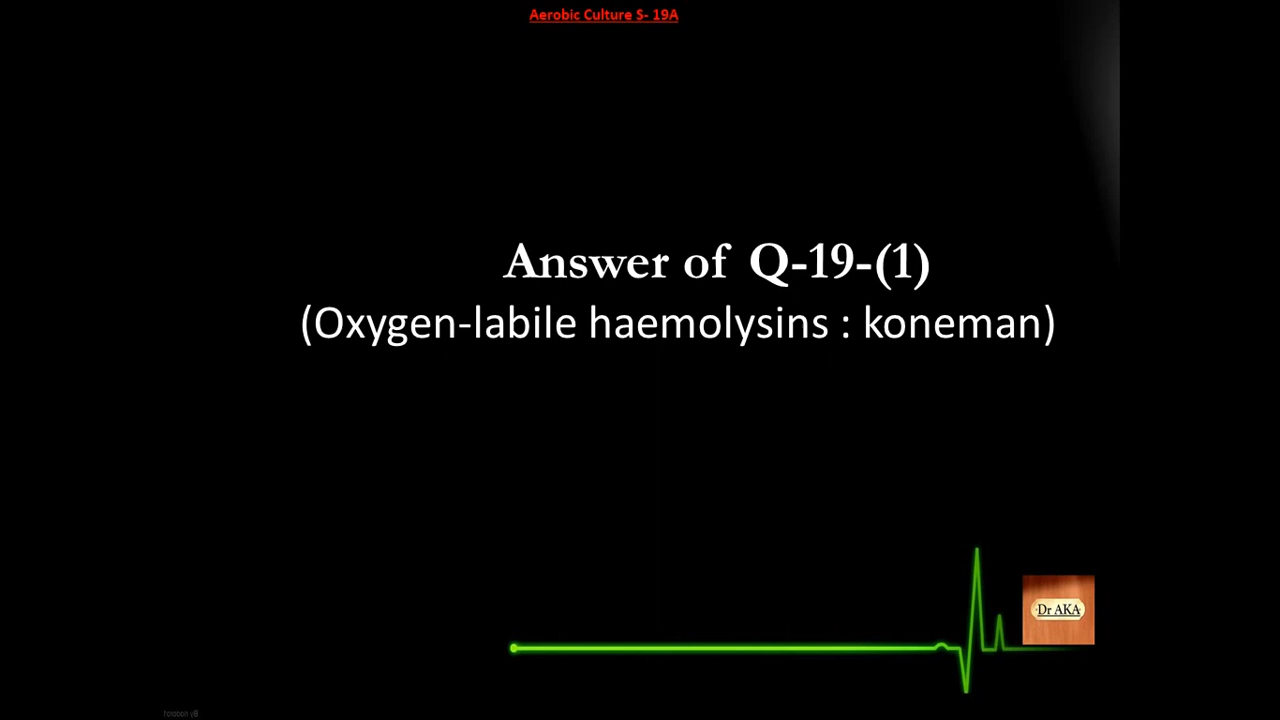 Aerobic Culture S- 19A
Answer of Q-19-(1)
(Oxygen-labile haemolysins : koneman)
Dr AKA